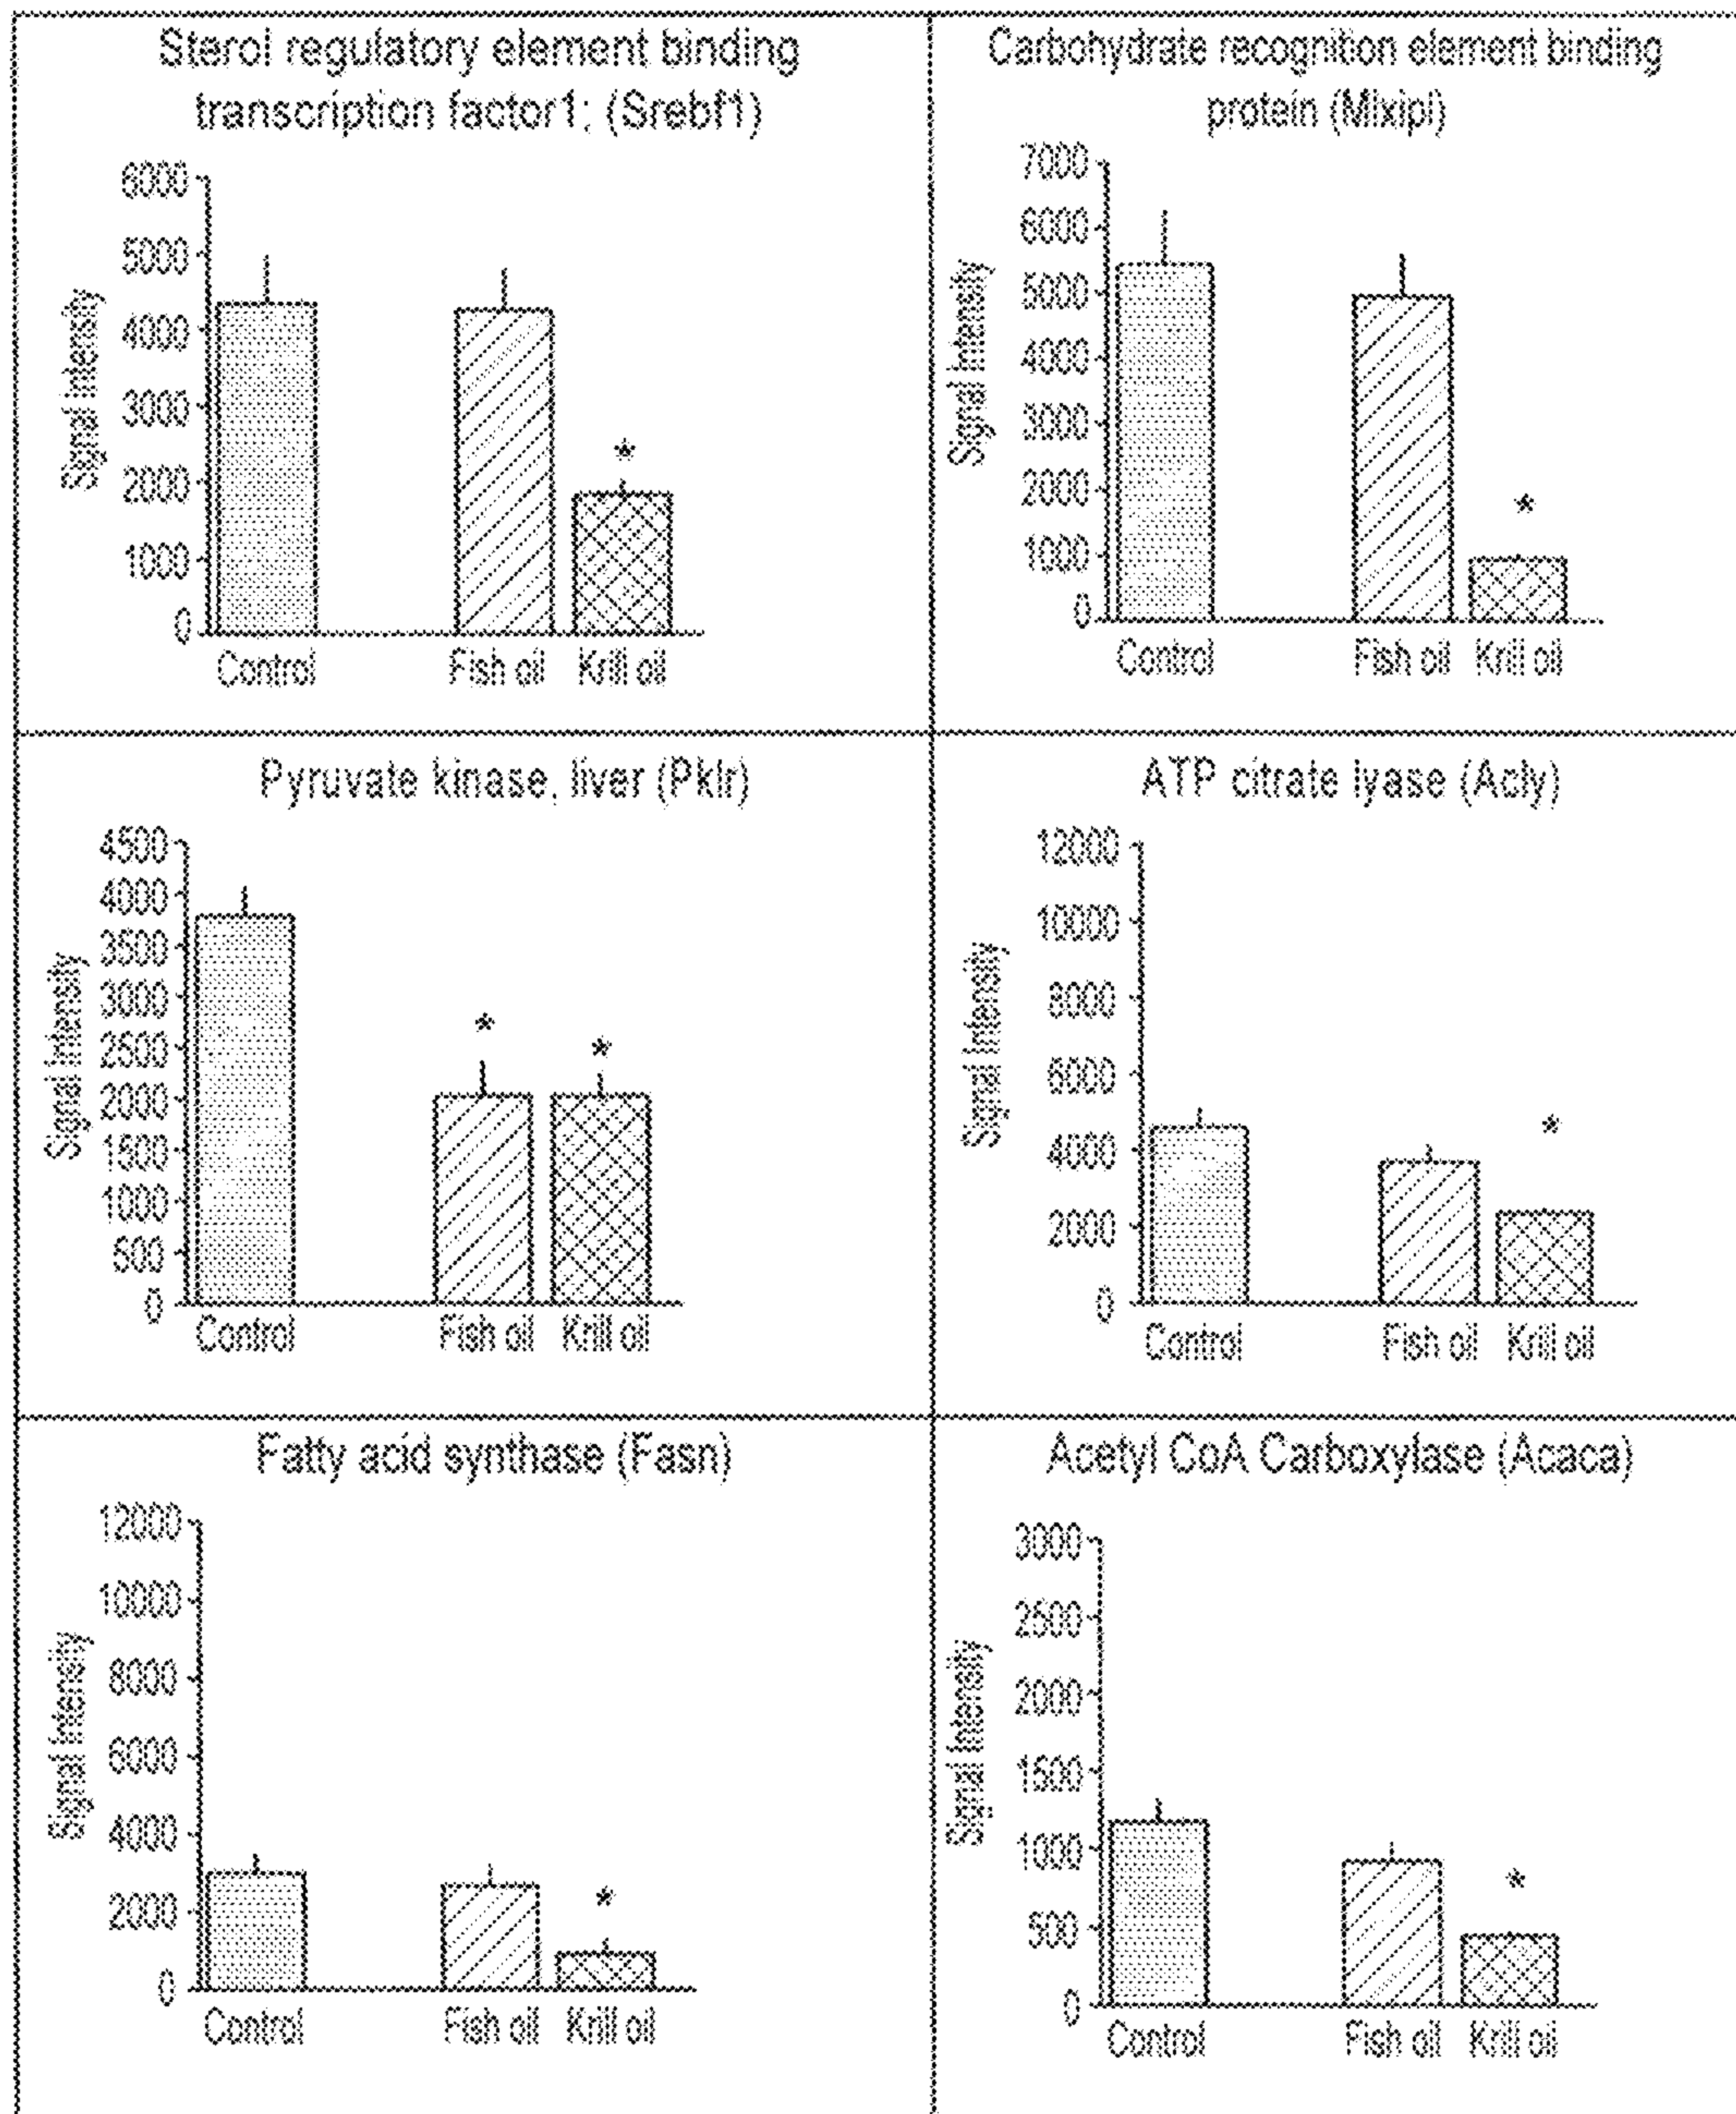 Sterol regulatory element binding
transcription factor1; (Srebf1)
6000
5000
4000
3000
2000
1000
0
Signal Intensity
*
Control
Fish oil
Krill oil
Carbohydrate recognition element binding
protein (Mlxipl)
7000
6000
5000
4000
3000
2000
1000
0
Signal Intensity
*
Control
Fish oil
Krill oil
Pyruvate kinase, liver (Pklr)
4500
4000
3500
3000
2500
2000
1500
1000
500
0
Signal Intensity
*
*
Control
Fish oil
Krill oil
ATP citrate lyase (Acly)
12000
10000
8000
6000
4000
2000
0
Signal Intensity
*
Control
Fish oil
Krill oil
Fatty acid synthase (Fasn)
12000
10000
8000
6000
4000
2000
0
Signal Intensity
*
Control
Fish oil
Krill oil
Acetyl CoA Carboxylase (Acaca)
3000
2500
2000
1500
1000
500
0
Signal Intensity
*
Control
Fish oil
Krill oil